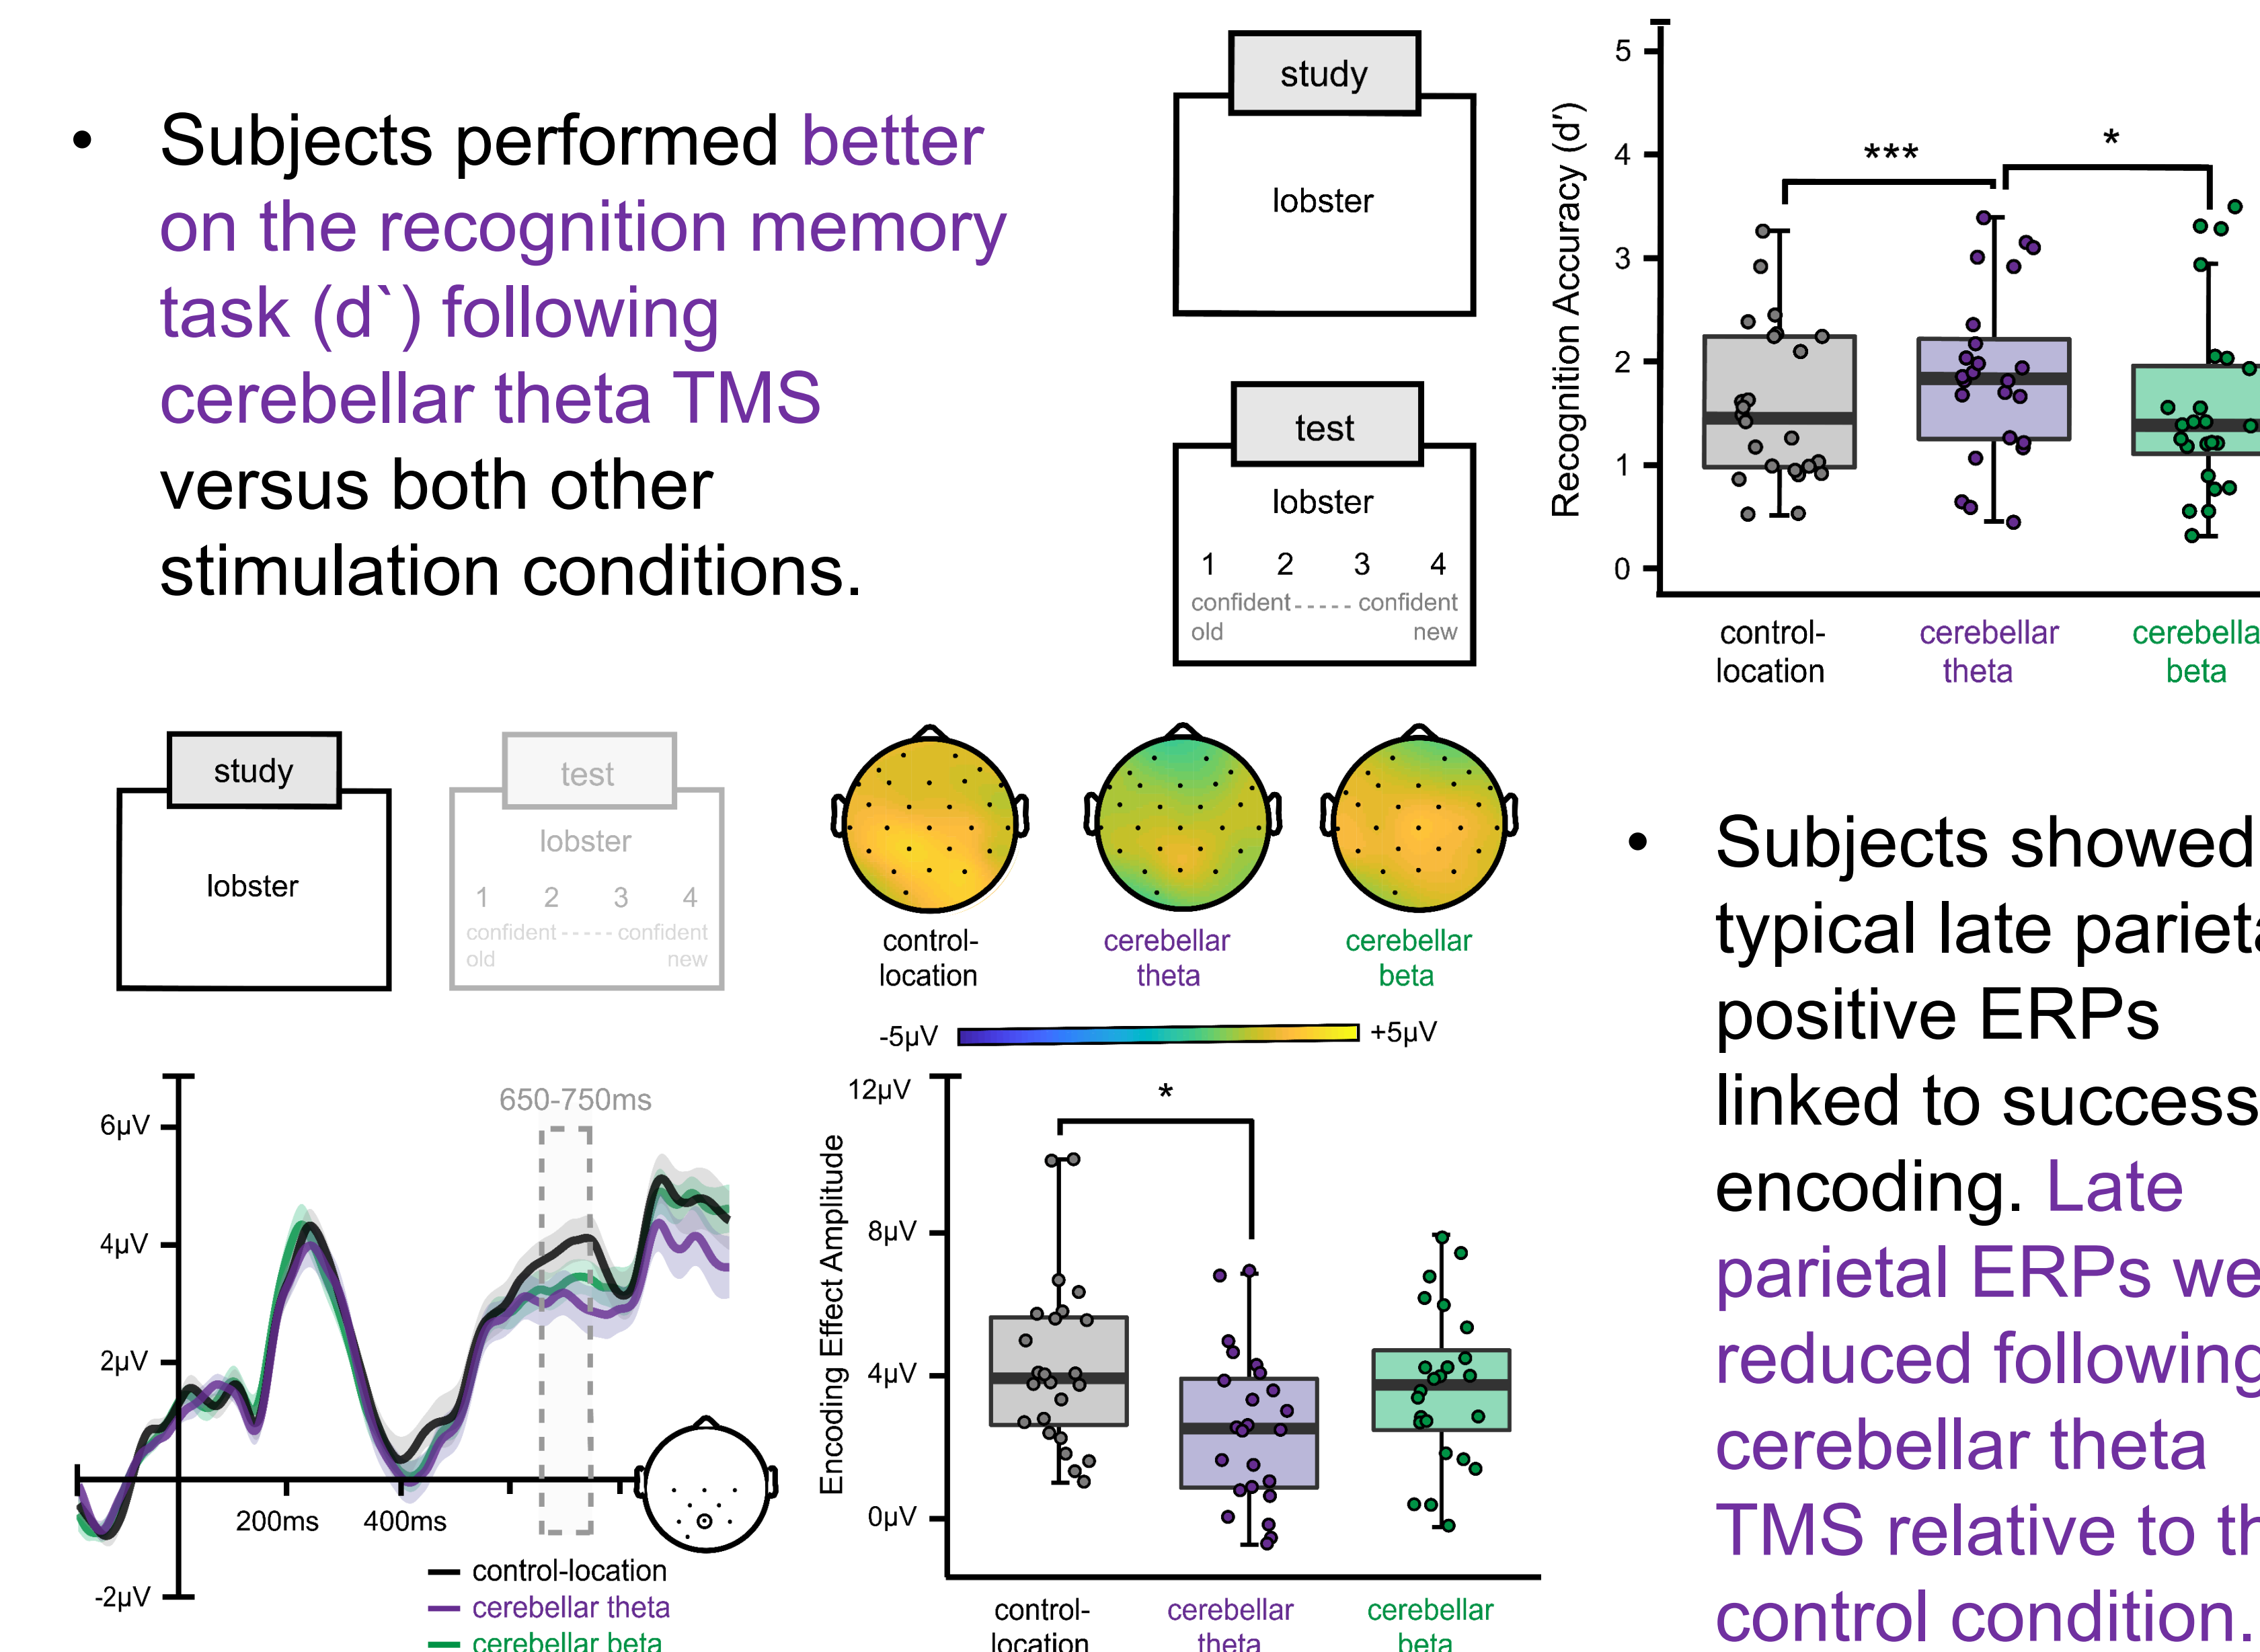 • Subjects performed better
on the recognition memory
task (d`) following
cerebellar theta TMS
versus both other
stimulation conditions.
study
lobster
test
lobster
1 2 3 4
confident - - - - - confident
old new
Recognition Accuracy (d')
5
4
3
2
1
0
***
*
control-
location
cerebellar
theta
cerebella
beta
study
lobster
test
lobster
1 2 3 4
confident - - - - - confident
old new
control-
location
cerebellar
theta
cerebellar
beta
-5µV +5µV
650-750ms
6µV
4µV
2µV
-2µV
200ms 400ms
control-location
cerebellar theta
cerebellar beta
Encoding Effect Amplitude
12µV
8µV
4µV
0µV
*
control-
location
cerebellar
theta
cerebellar
beta
• Subjects showed
typical late parieta
positive ERPs
linked to success
encoding. Late
parietal ERPs we
reduced following
cerebellar theta
TMS relative to th
control condition.